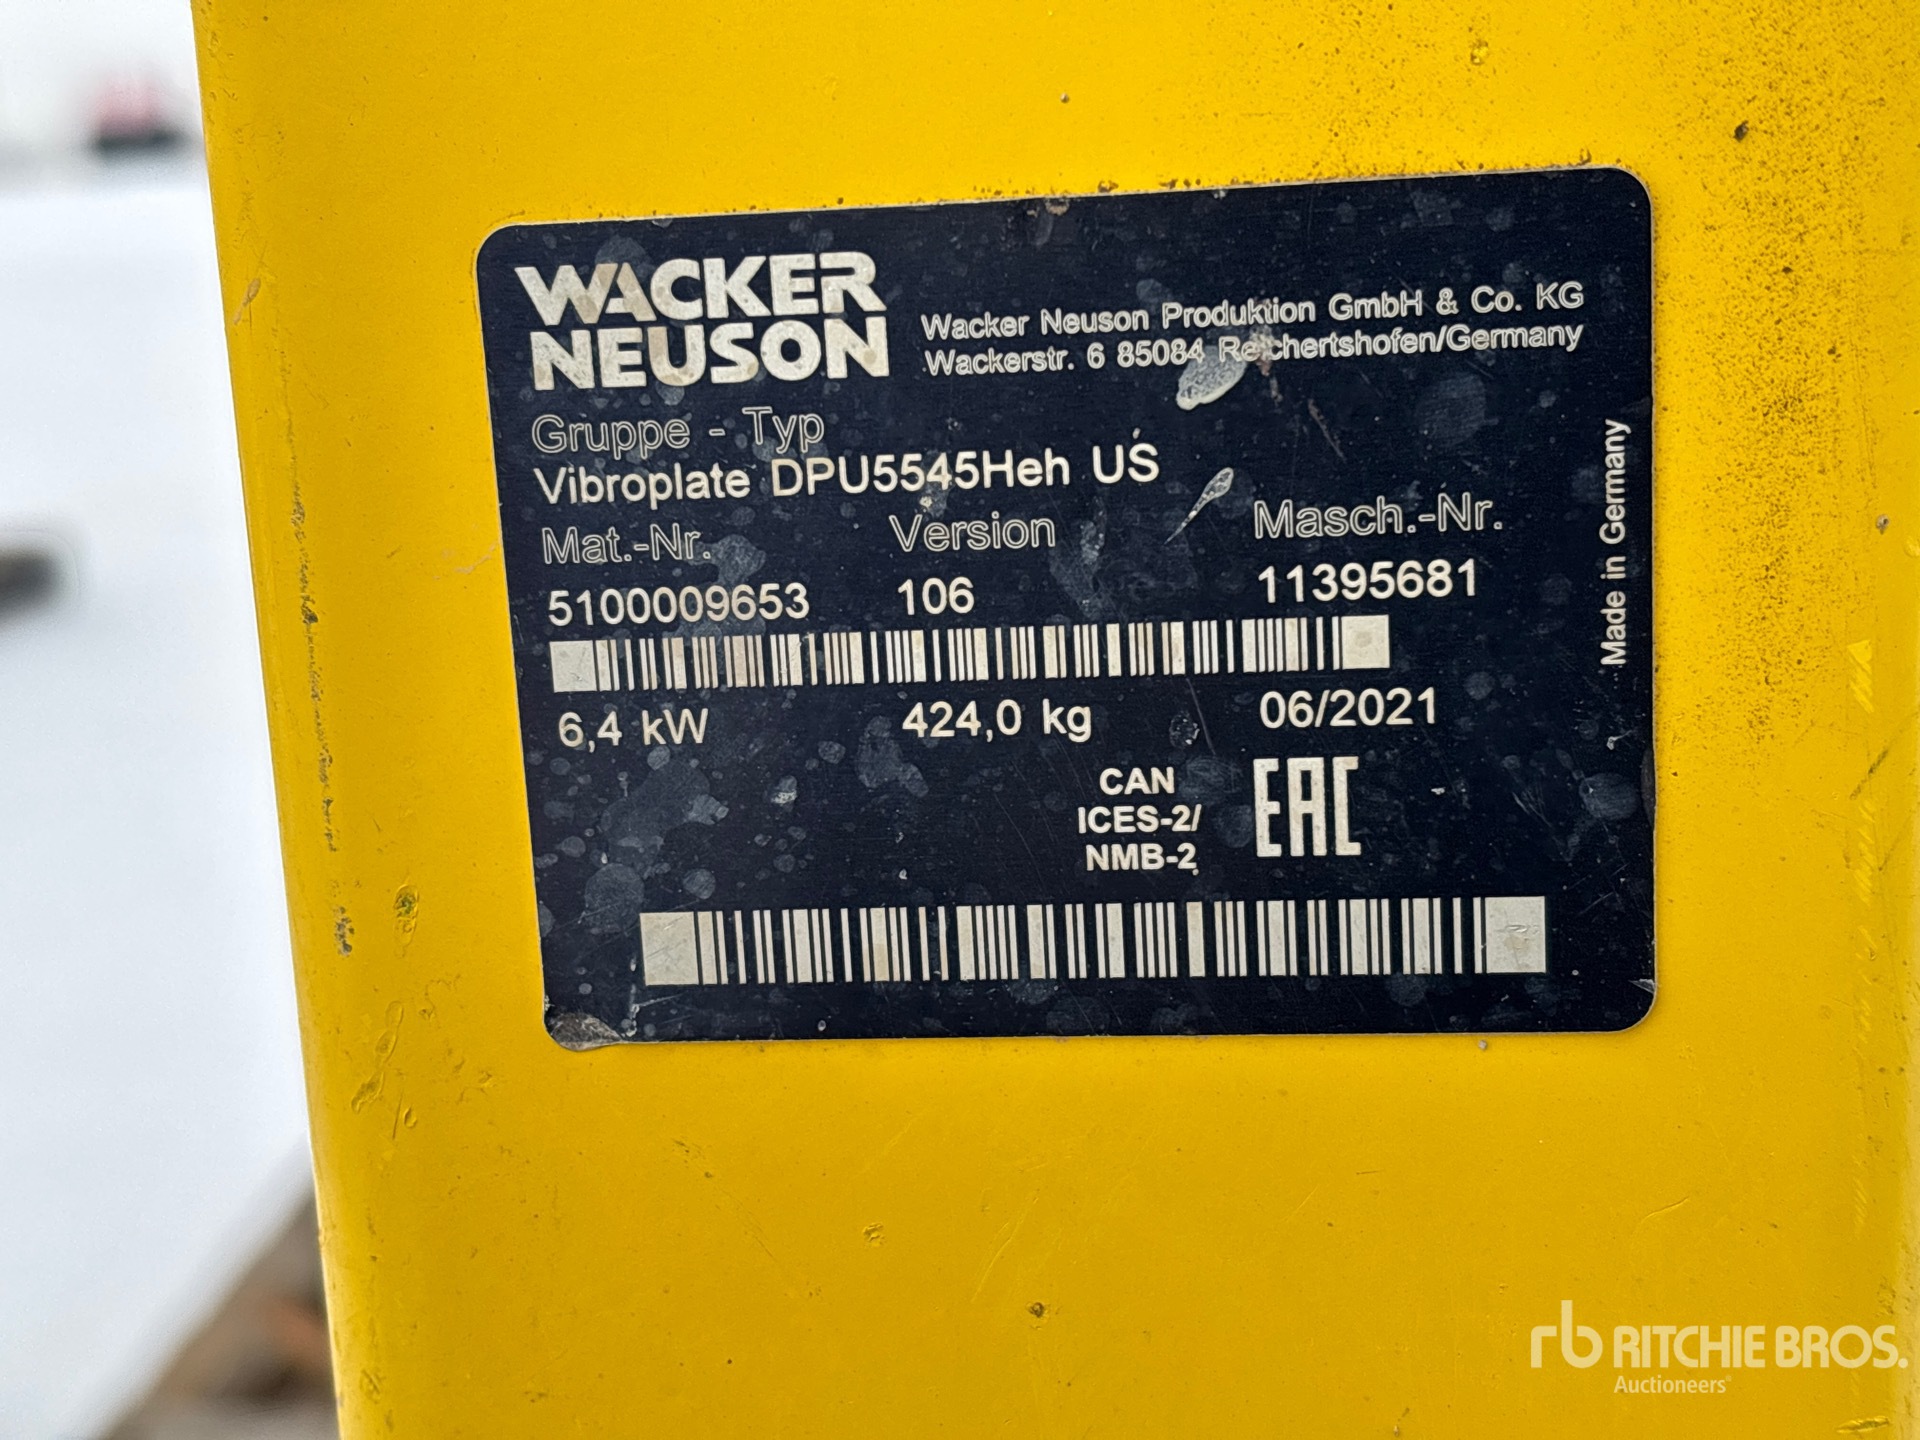 WACKER
NEUSON
Wacker Neuson Produktion GmbH & Co. KG
Wackerstr. 6 85084 Reichertshofen/Germany
Gruppe - Typ
Vibroplate DPU5545Heh US
Mat.-Nr. Version Masch.-Nr.
5100009653 106 11395681
6,4 kW 424,0 kg 06/2021
CAN
ICES-2/
NMB-2
EAC
Made in Germany
rb RITCHIE BROS.
Auctioneers